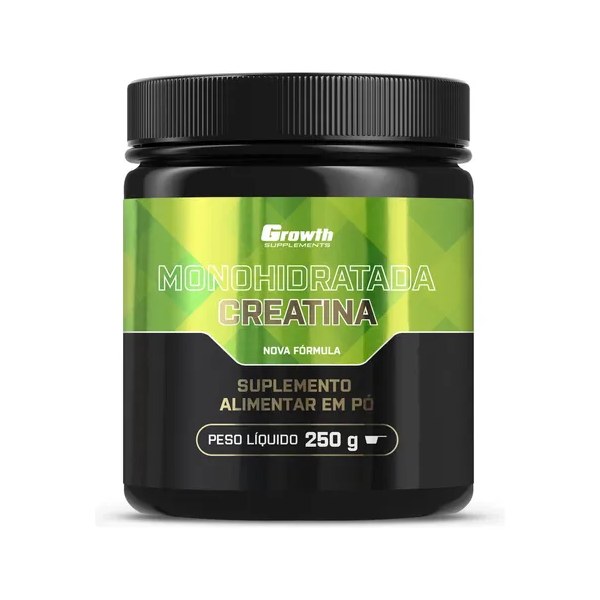 Growth
SUPPLEMENTS
MONOHIDRATADA
CREATINA
NOVA FÓRMULA
SUPLEMENTO
ALIMENTAR EM PÓ
PESO LÍQUIDO 250 g